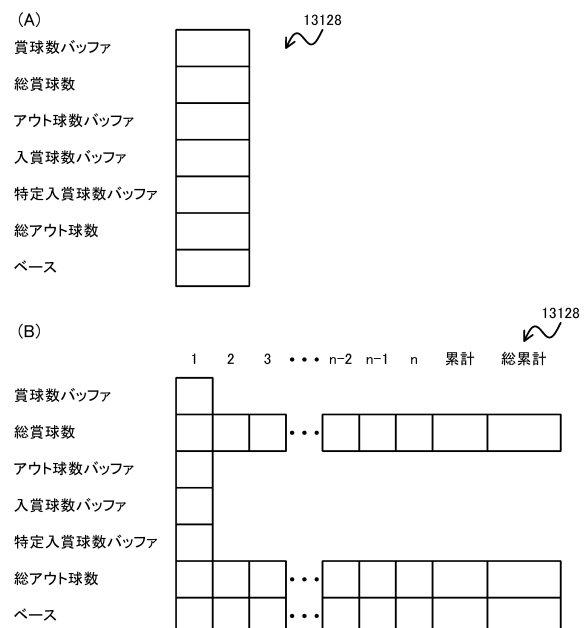 (A)
13128
賞球数バッファ
総賞球数
アウト球数バッファ
入賞球数バッファ
特定入賞球数バッファ
総アウト球数
ベース
(B)
13128
1 2 3 ••• n-2 n-1 n 累計 総累計
賞球数バッファ
総賞球数 •••
アウト球数バッファ
入賞球数バッファ
特定入賞球数バッファ
総アウト球数 •••
ベース •••